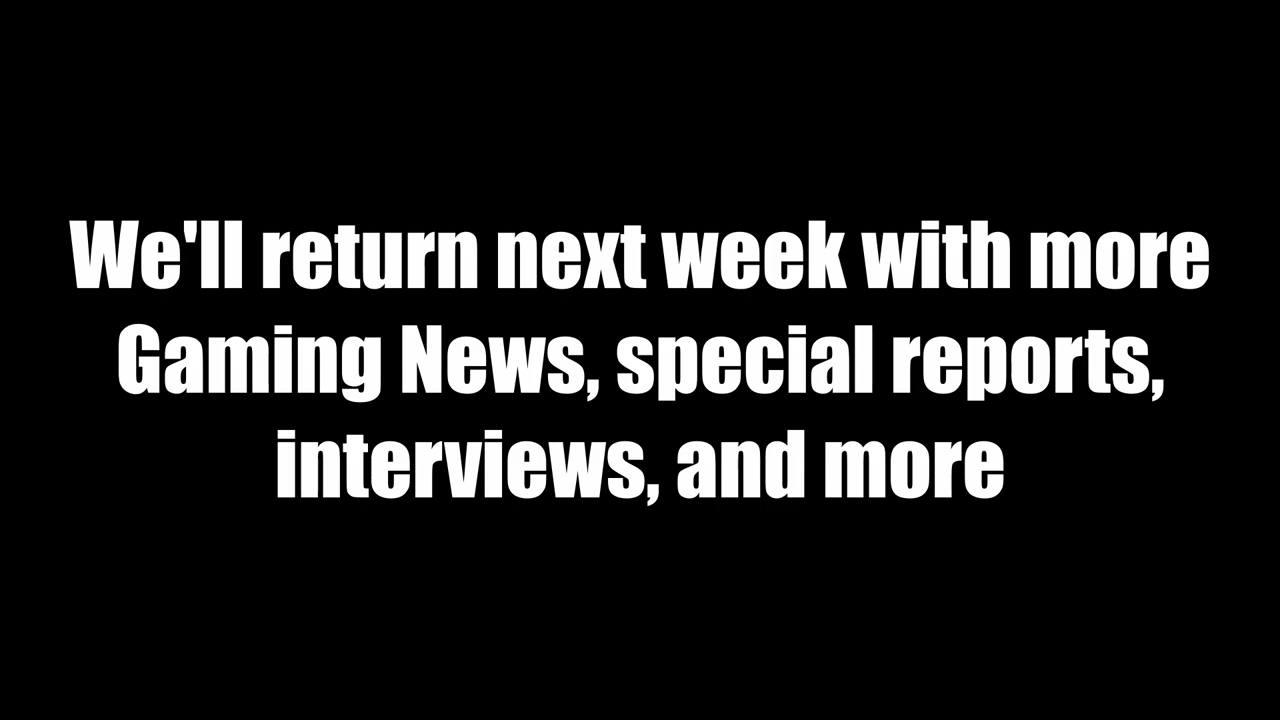 We'll return next week with more
Gaming News, special reports,
interviews, and more